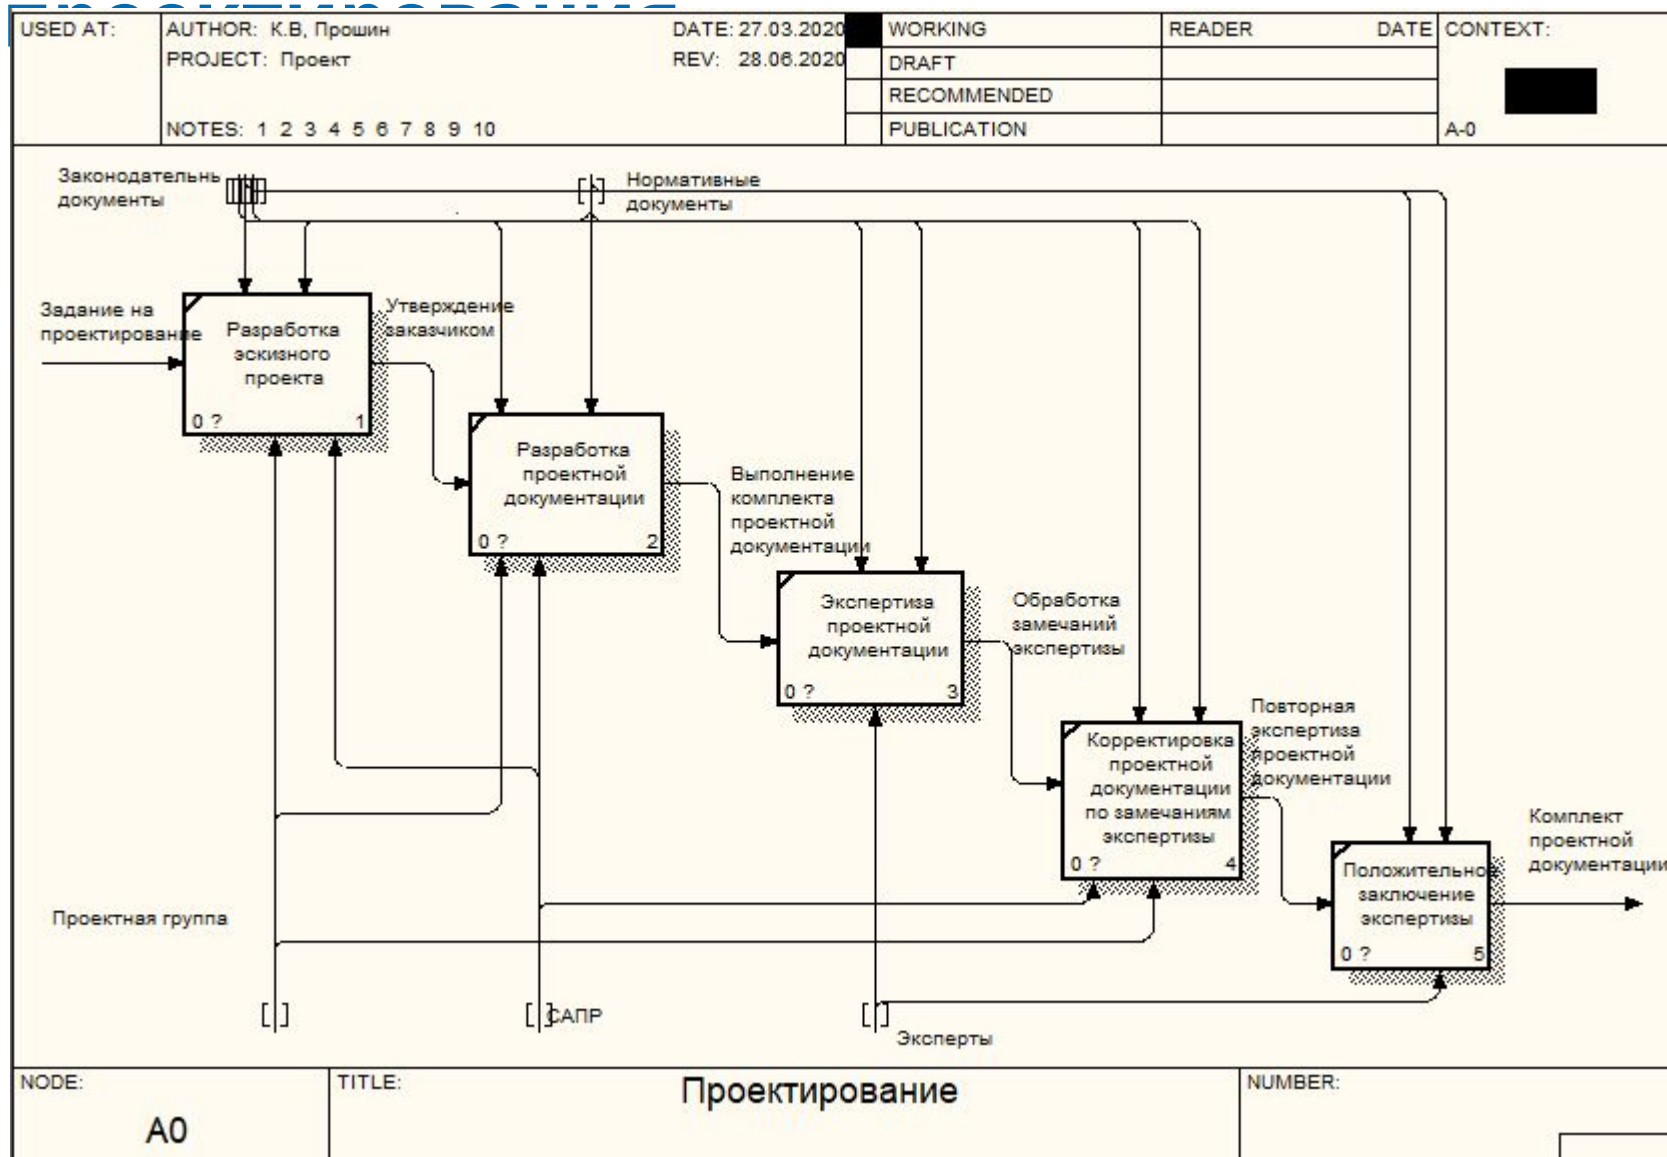 USED AT:
AUTHOR: К.В, Прошин
DATE: 27.03.2020
WORKING
READER
DATE
CONTEXT:
PROJECT: Проект
REV: 28.06.2020
DRAFT
RECOMMENDED
NOTES: 1 2 3 4 5 6 7 8 9 10
PUBLICATION
A-0
Законодательнь
документы
Нормативные
документы
Задание на
проектирование
Разработка
эскизного
проекта
0 ?
1
Утверждение
заказчиком
Разработка
проектной
документации
0 ?
2
Выполнение
комплекта
проектной
документации
Экспертиза
проектной
документации
0 ?
3
Обработка
замечаний
экспертизы
Корректировка
проектной
документации
по замечаниям
экспертизы
0 ?
4
Повторная
экспертиза
проектной
документации
Положительное
заключение
экспертизы
0 ?
5
Комплект
проектной
документации
Проектная группа
САПР
Эксперты
NODE:
A0
TITLE:
Проектирование
NUMBER: